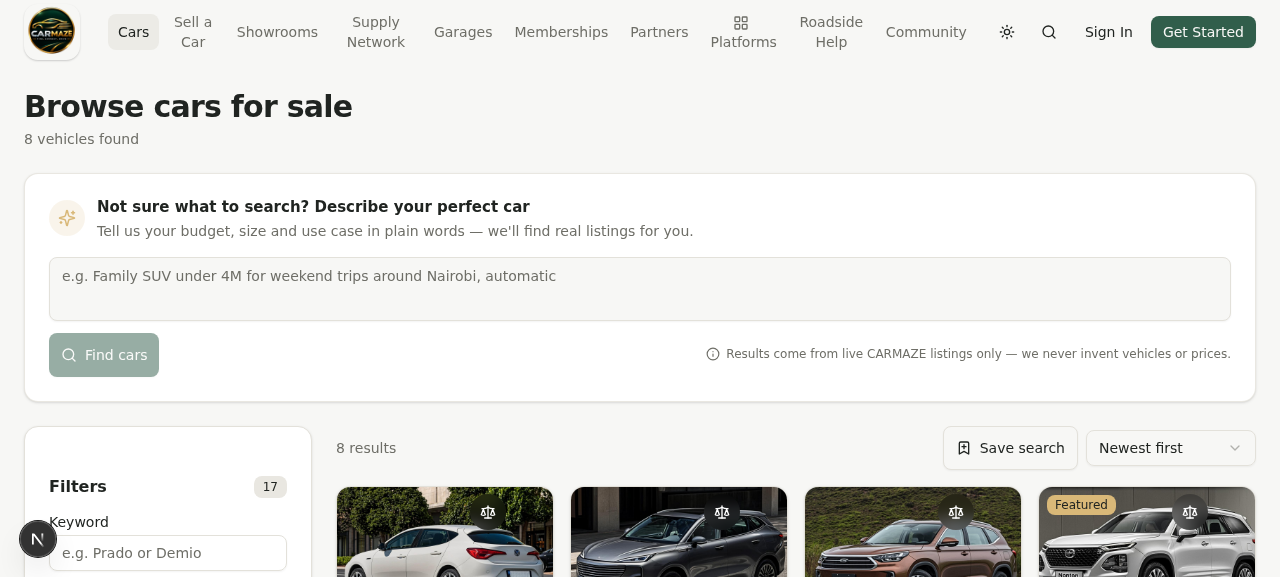 CARMAZE
Cars
Sell a
Car
Showrooms
Supply
Network
Garages
Memberships
Partners
Platforms
Roadside
Help
Community
Sign In
Get Started
Browse cars for sale
8 vehicles found
Not sure what to search? Describe your perfect car
Tell us your budget, size and use case in plain words — we'll find real listings for you.
e.g. Family SUV under 4M for weekend trips around Nairobi, automatic
Find cars
Results come from live CARMAZE listings only — we never invent vehicles or prices.
8 results
Save search
Newest first
Filters
17
Keyword
e.g. Prado or Demio
N
Featured